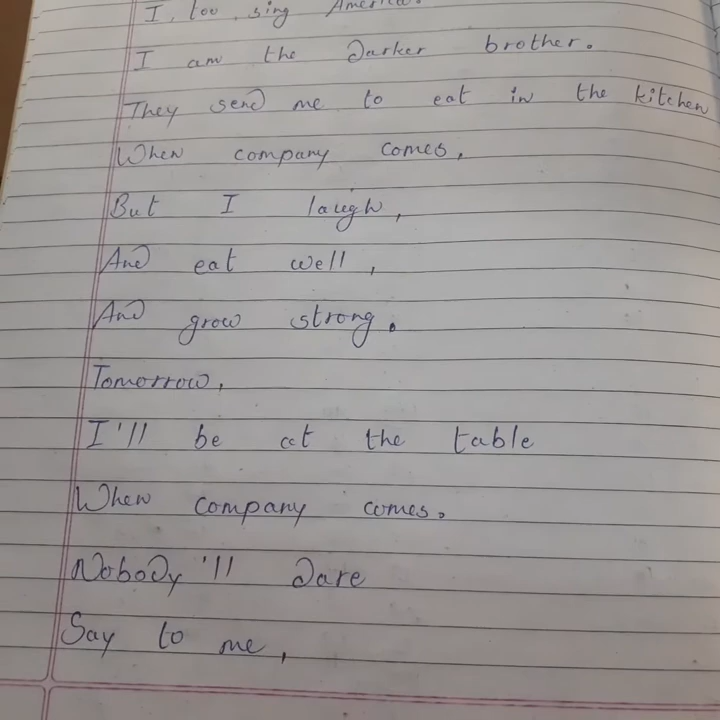 I, too, sing America.
I am the darker brother.
They send me to eat in the kitchen
When company comes,
But I laugh,
And eat well,
And grow strong.
Tomorrow,
I'll be at the table
When company comes.
Nobody'll dare
Say to me,